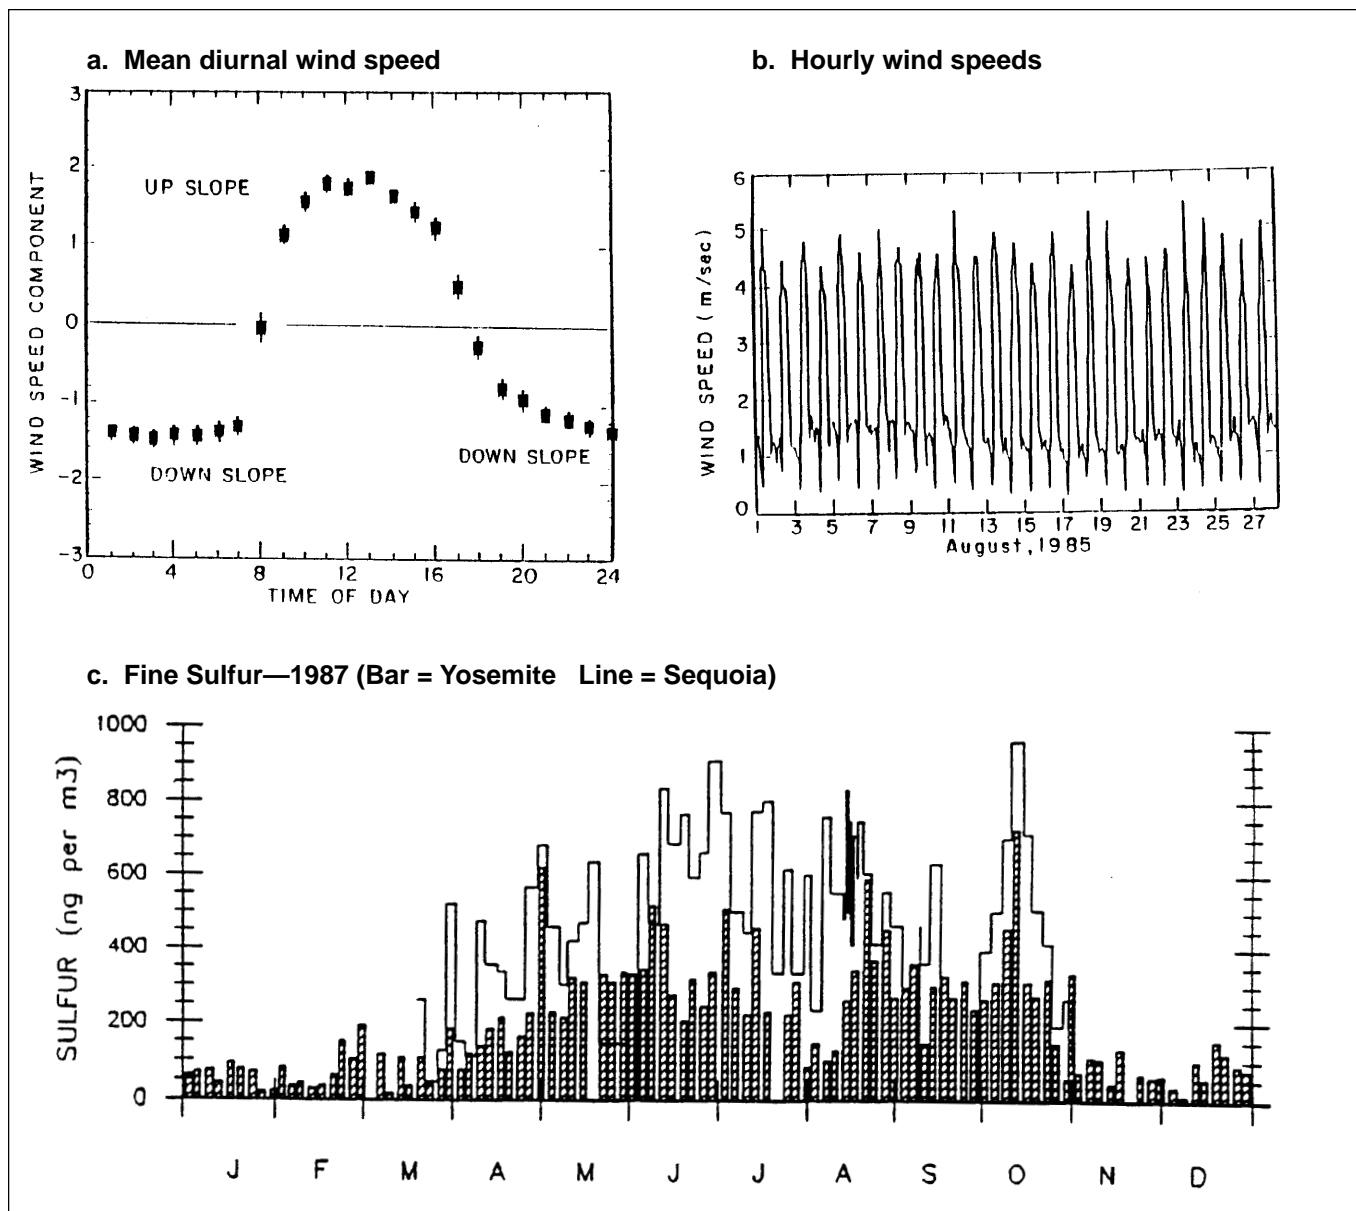 a. Mean diurnal wind speed
3
2
1
0
-1
-2
-3
WIND SPEED COMPONENT
UP SLOPE
DOWN SLOPE
DOWN SLOPE
0 4 8 12 16 20 24
TIME OF DAY
b. Hourly wind speeds
6
5
4
3
2
1
0
WIND SPEED (m/sec)
1 3 5 7 9 11 13 15 17 19 21 23 25 27
August, 1985
c. Fine Sulfur—1987 (Bar = Yosemite Line = Sequoia)
1000
800
600
400
200
0
SULFUR (ng per m3)
J F M A M J J A S O N D